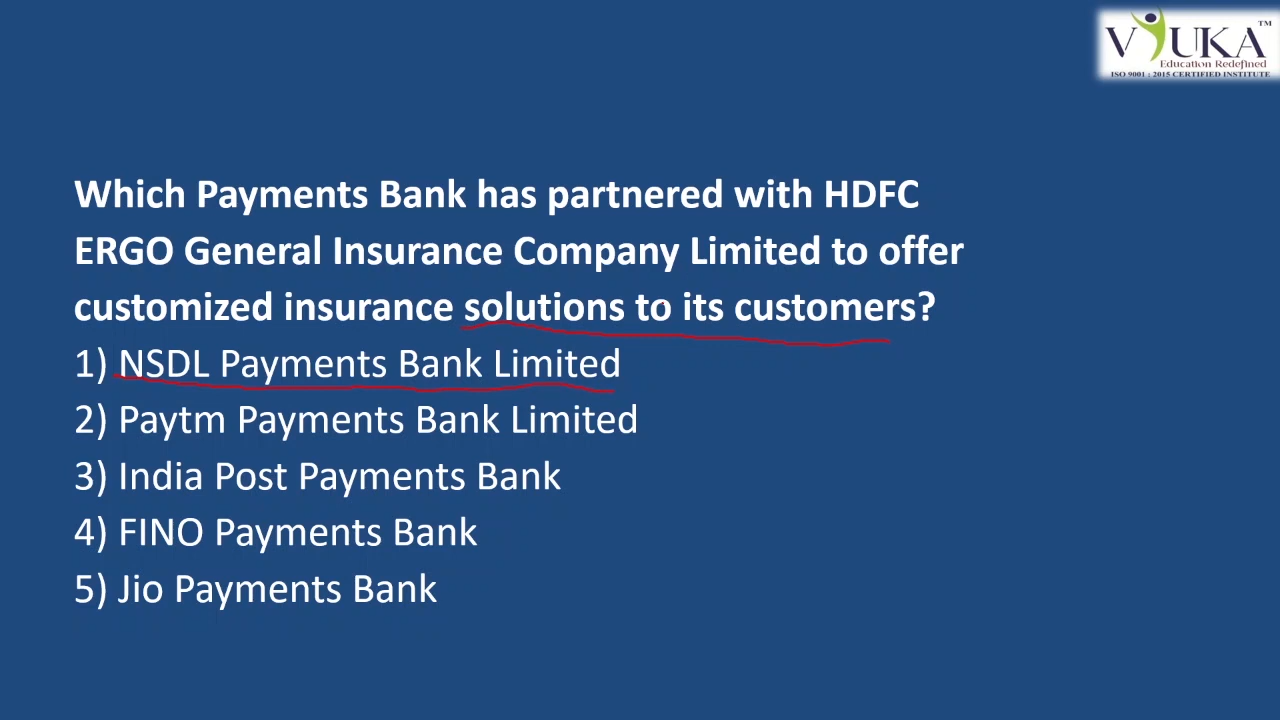 VYUKA™
Education Redefined
ISO 9001 : 2015 CERTIFIED INSTITUTE
Which Payments Bank has partnered with HDFC
ERGO General Insurance Company Limited to offer
customized insurance solutions to its customers?
1) NSDL Payments Bank Limited
2) Paytm Payments Bank Limited
3) India Post Payments Bank
4) FINO Payments Bank
5) Jio Payments Bank